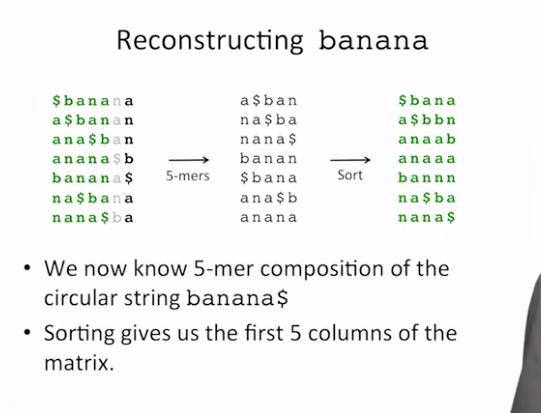 Reconstructing banana
$banana a$ban $bana
a$banan na$ba a$bbn
ana$ban nana$ anaab
anana$b banan anaaa
banana$ 5-mers $bana Sort bannn
na$bana ana$b na$ba
nana$ba anana nana$
• We now know 5-mer composition of the
circular string banana$
• Sorting gives us the first 5 columns of the
matrix.